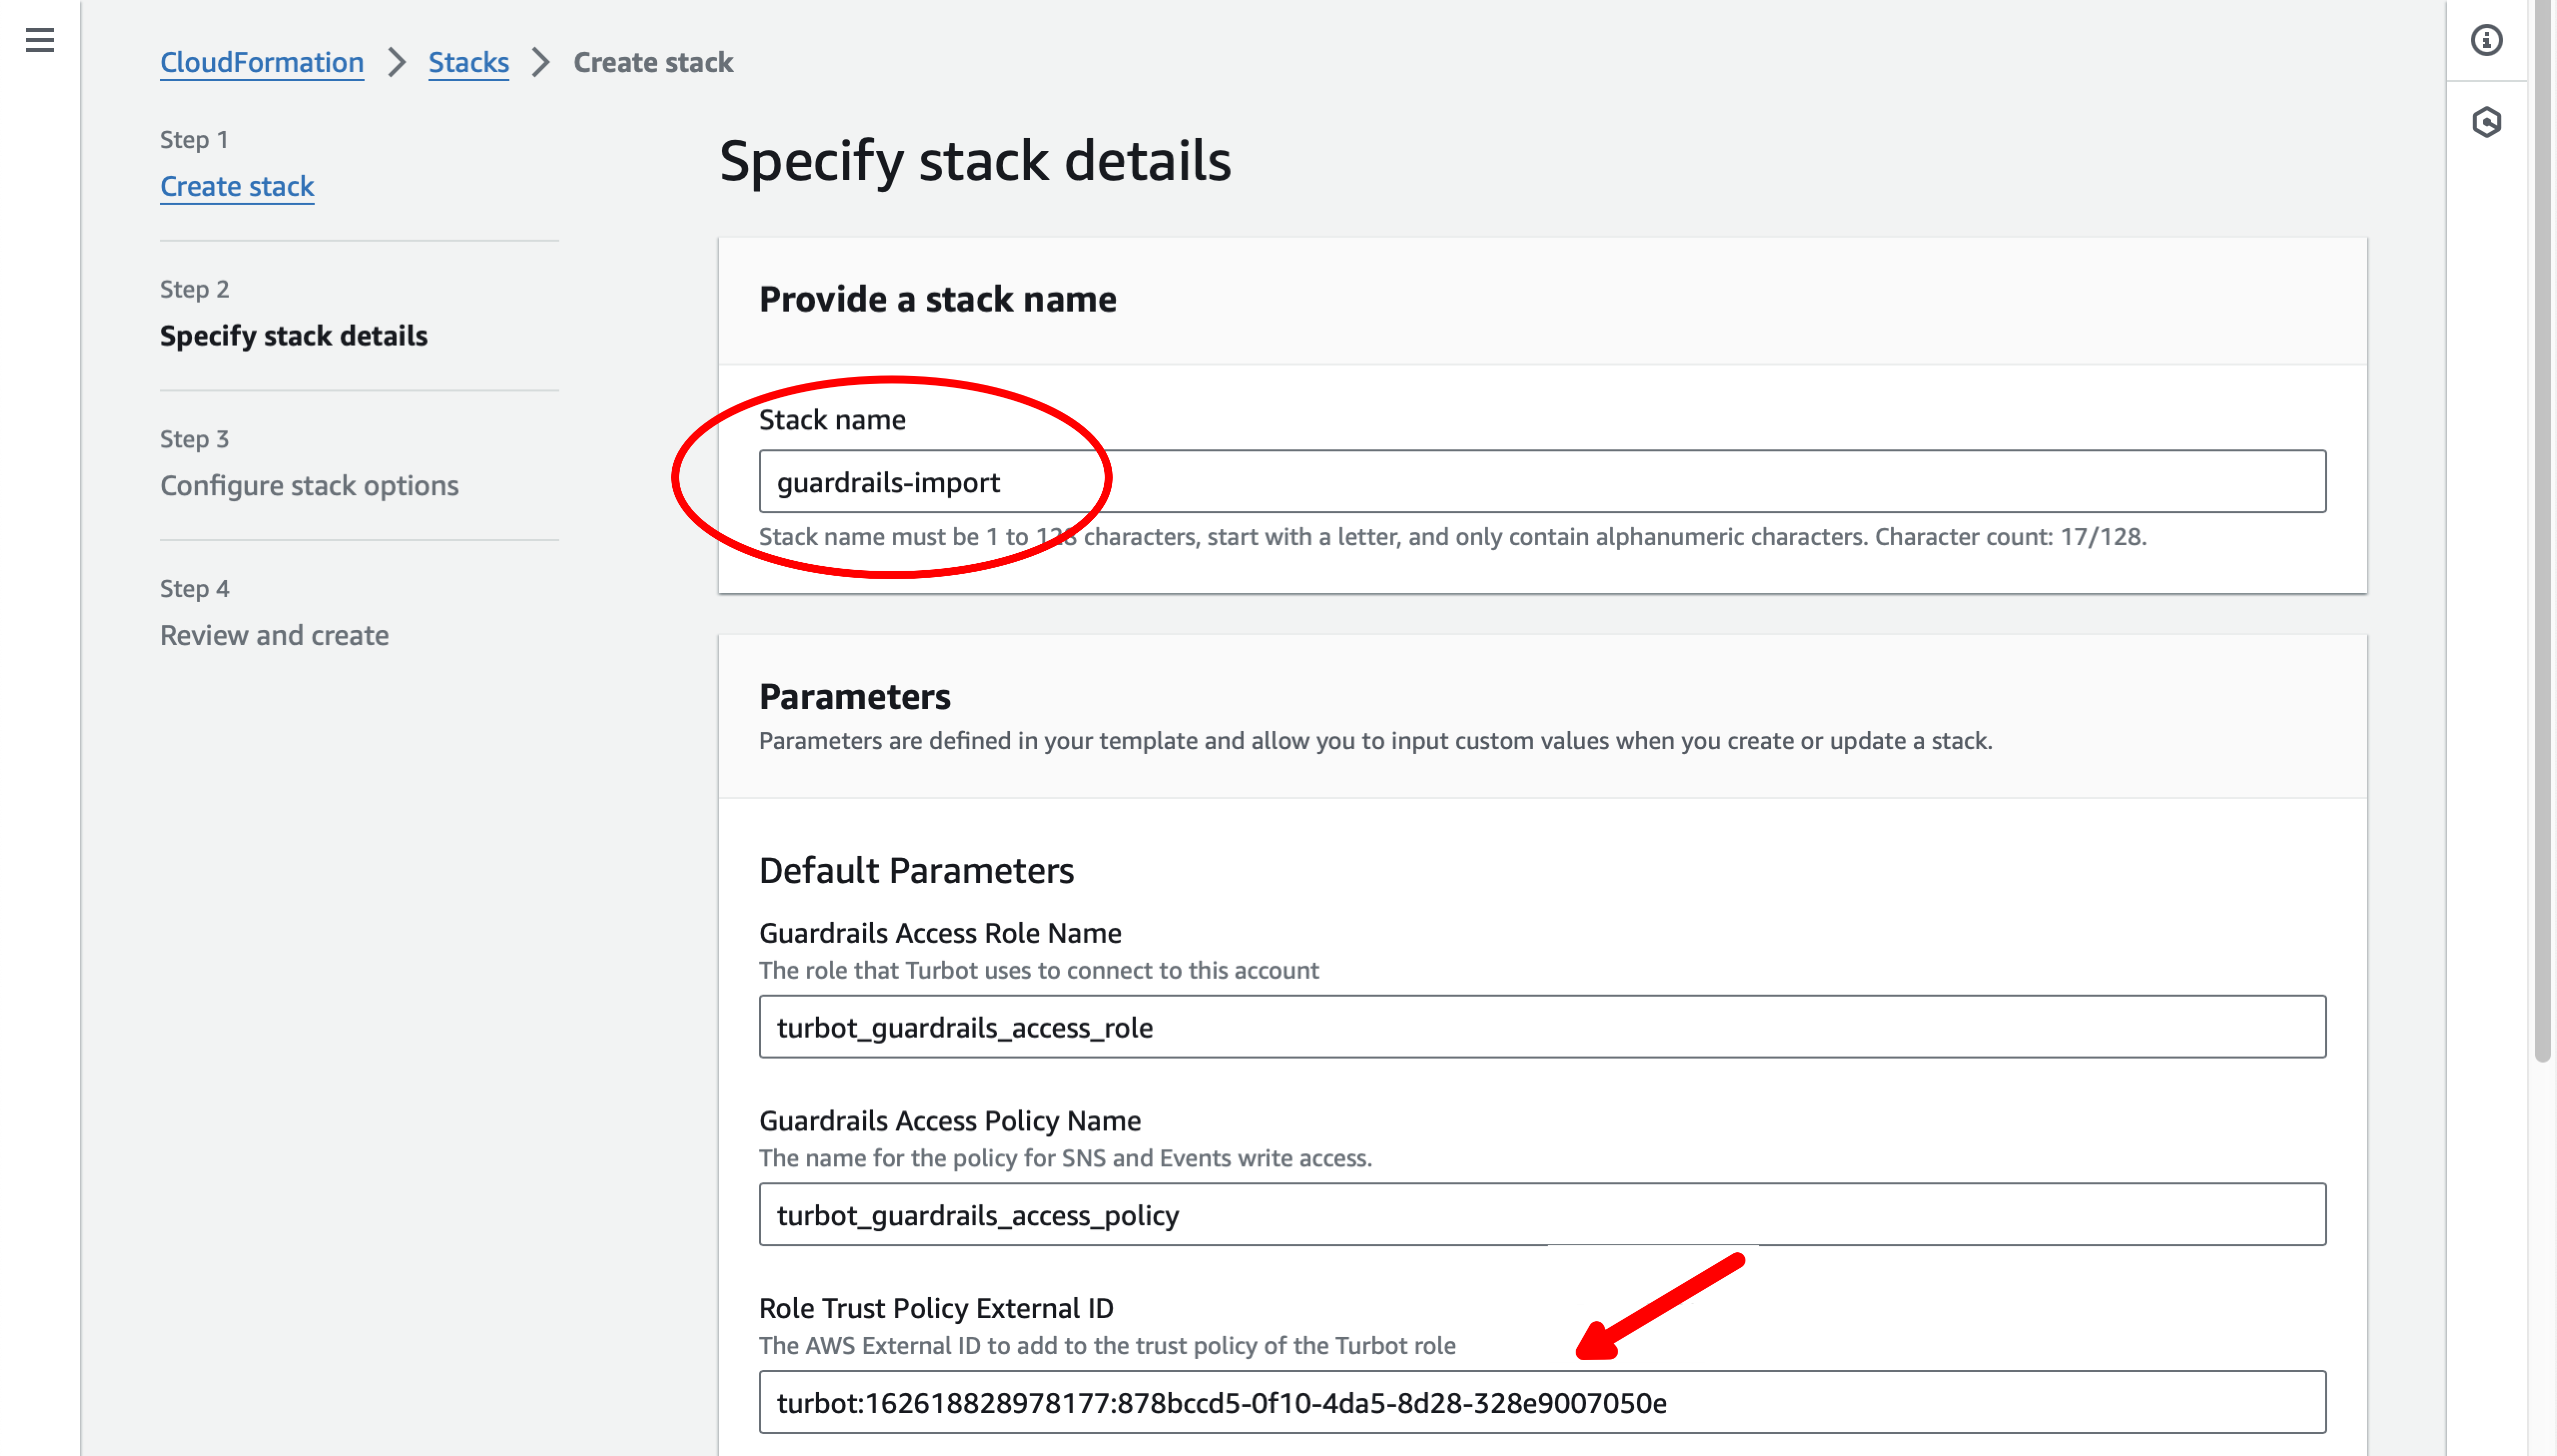 CloudFormation > Stacks > Create stack
Step 1
Create stack
Step 2
Specify stack details
Step 3
Configure stack options
Step 4
Review and create
Specify stack details
Provide a stack name
Stack name
guardrails-import
Stack name must be 1 to 128 characters, start with a letter, and only contain alphanumeric characters. Character count: 17/128.
Parameters
Parameters are defined in your template and allow you to input custom values when you create or update a stack.
Default Parameters
Guardrails Access Role Name
The role that Turbot uses to connect to this account
turbot_guardrails_access_role
Guardrails Access Policy Name
The name for the policy for SNS and Events write access.
turbot_guardrails_access_policy
Role Trust Policy External ID
The AWS External ID to add to the trust policy of the Turbot role
turbot:162618828978177:878bccd5-0f10-4da5-8d28-328e9007050e